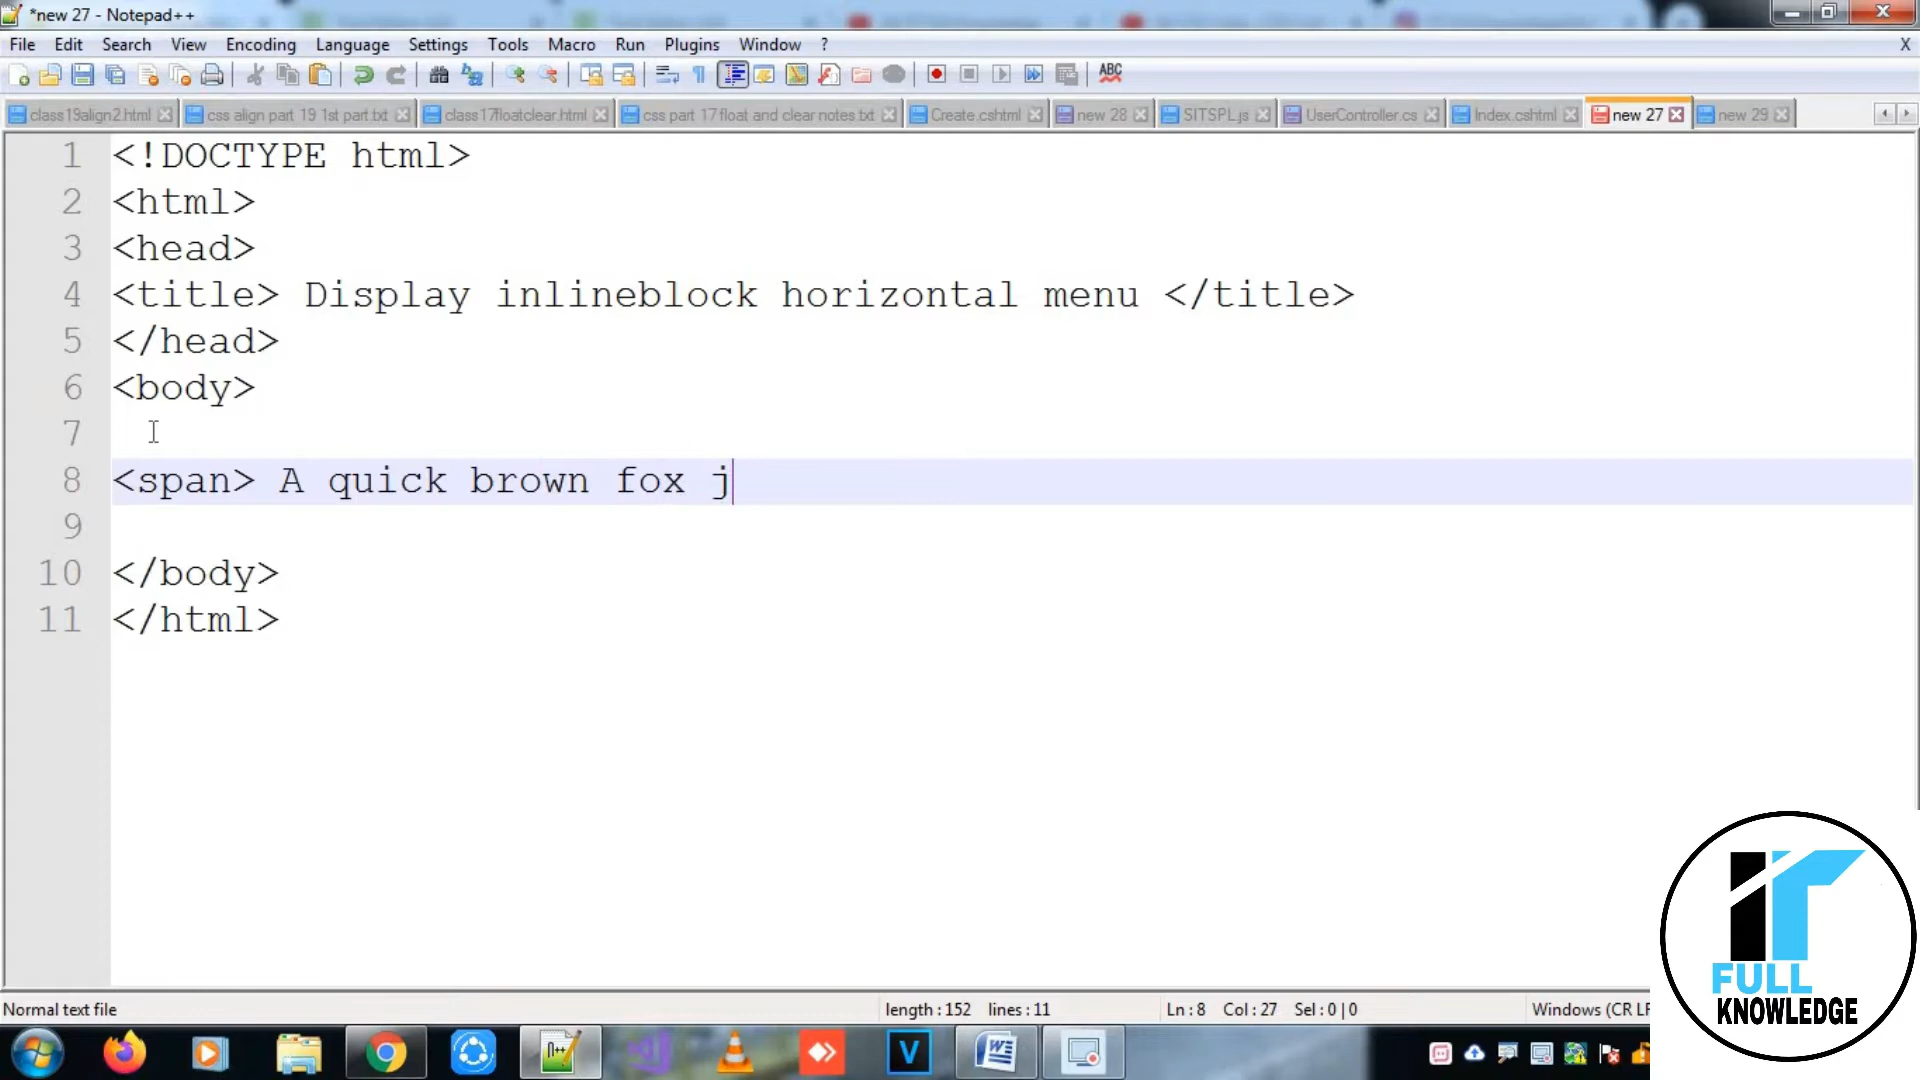 *new 27 - Notepad++
File Edit Search View Encoding Language Settings Tools Macro Run Plugins Window ? X
ABC
class19align2.html css align part 19 1st part.txt class17floatclear.html css part 17 float and clear notes.txt Create.cshtml new 28 SITSPL.js UserController.cs Index.cshtml new 27 new 29
1 <!DOCTYPE html>
2 <html>
3 <head>
4 <title> Display inlineblock horizontal menu </title>
5 </head>
6 <body>
7
8 <span> A quick brown fox j
9
10 </body>
11 </html>
Normal text file length : 152 lines : 11 Ln : 8 Col : 27 Sel : 0 | 0 Windows (CR LF
IT
FULL
KNOWLEDGE
n++
V
W